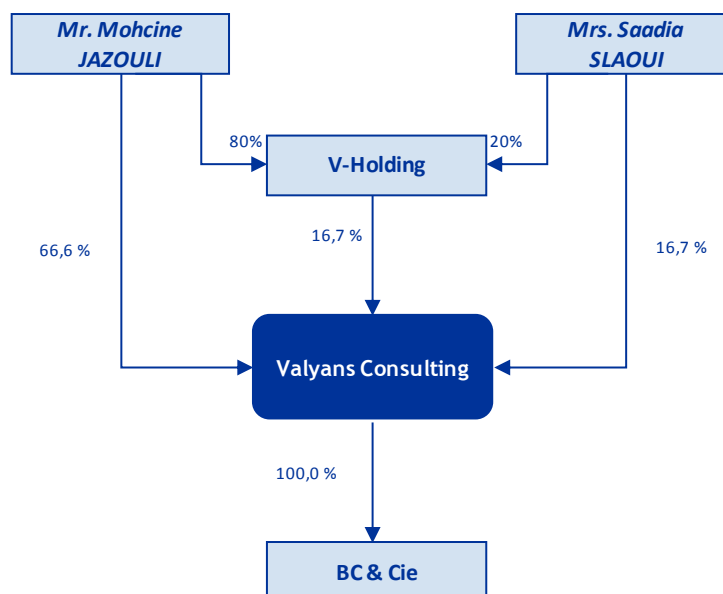 Mr. Mohcine
JAZOULI
Mrs. Saadia
SLAOUI
80%
V-Holding
20%
16,7 %
66,6 %
16,7 %
Valyans Consulting
100,0 %
BC & Cie